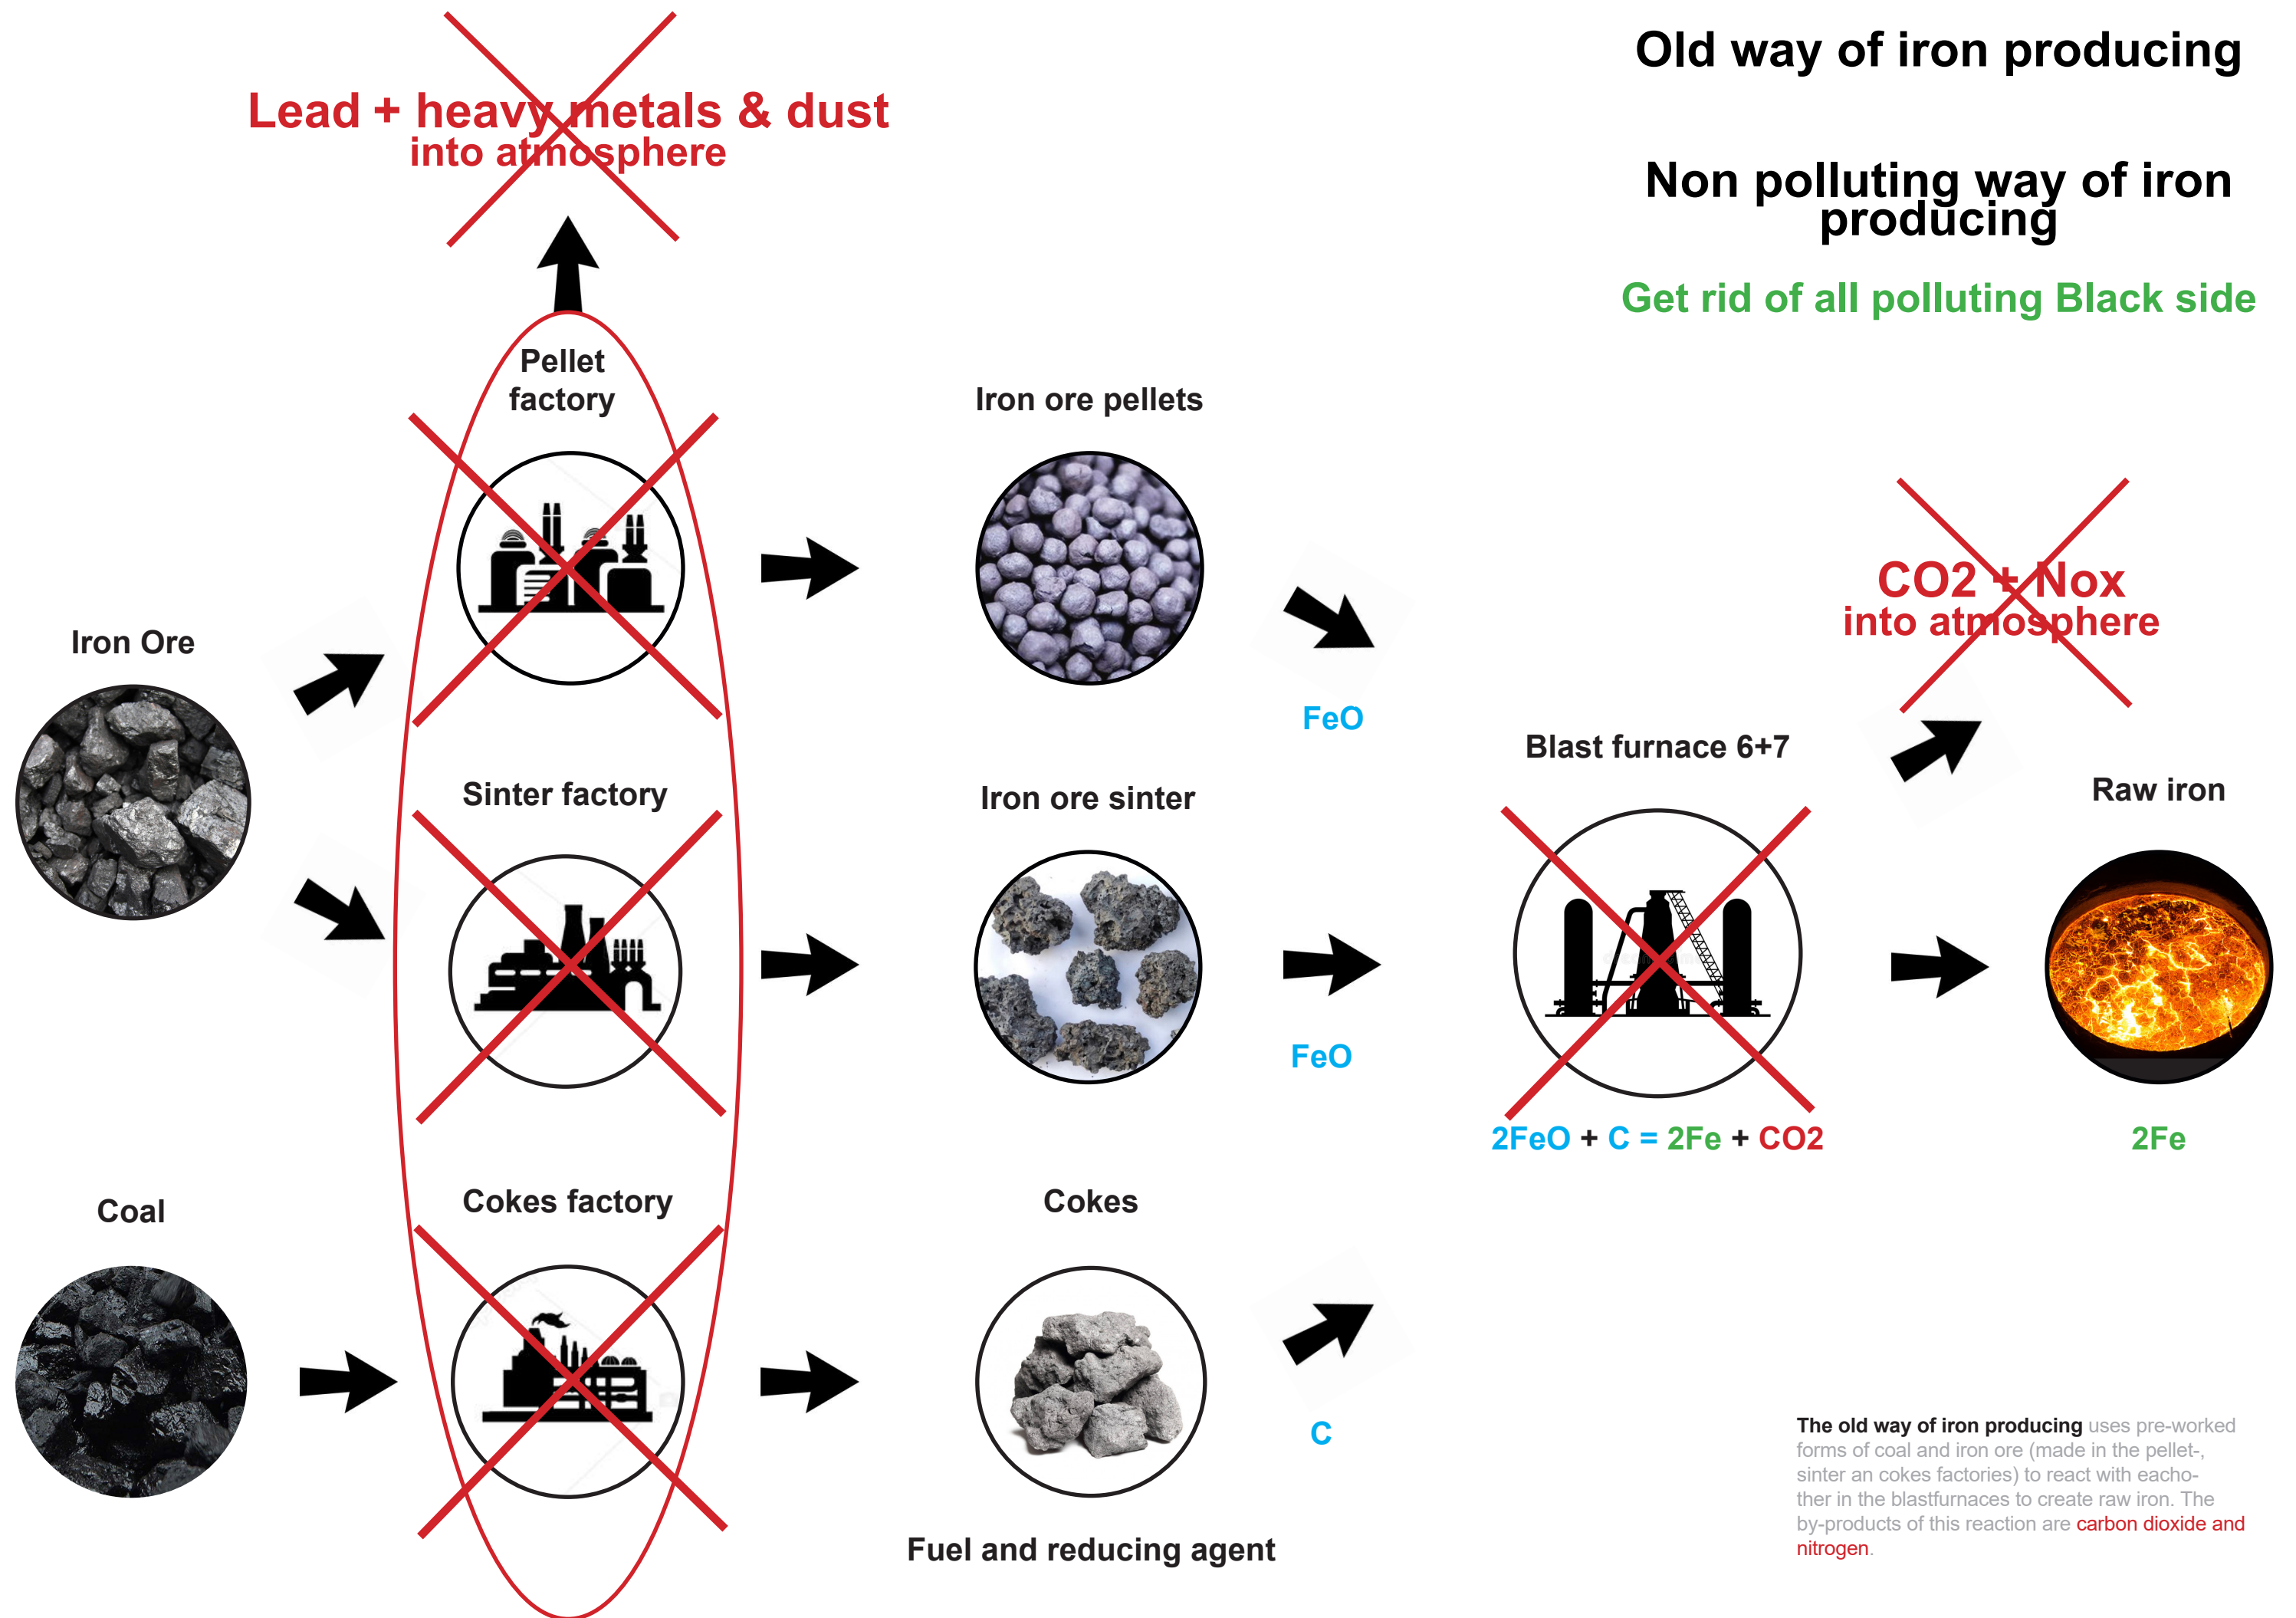 Old way of iron producing
Non polluting way of iron
producing
Get rid of all polluting Black side
Lead + heavy metals & dust
into atmosphere
Pellet
factory
Iron ore pellets
CO2 + Nox
into atmosphere
Iron Ore
FeO
Blast furnace 6+7
Sinter factory
Iron ore sinter
Raw iron
FeO
2FeO + C = 2Fe + CO2
2Fe
Coal
Cokes factory
Cokes
C
Fuel and reducing agent
The old way of iron producing uses pre-worked
forms of coal and iron ore (made in the pellet-,
sinter an cokes factories) to react with eacho-
ther in the blastfurnaces to create raw iron. The
by-products of this reaction are carbon dioxide and
nitrogen.